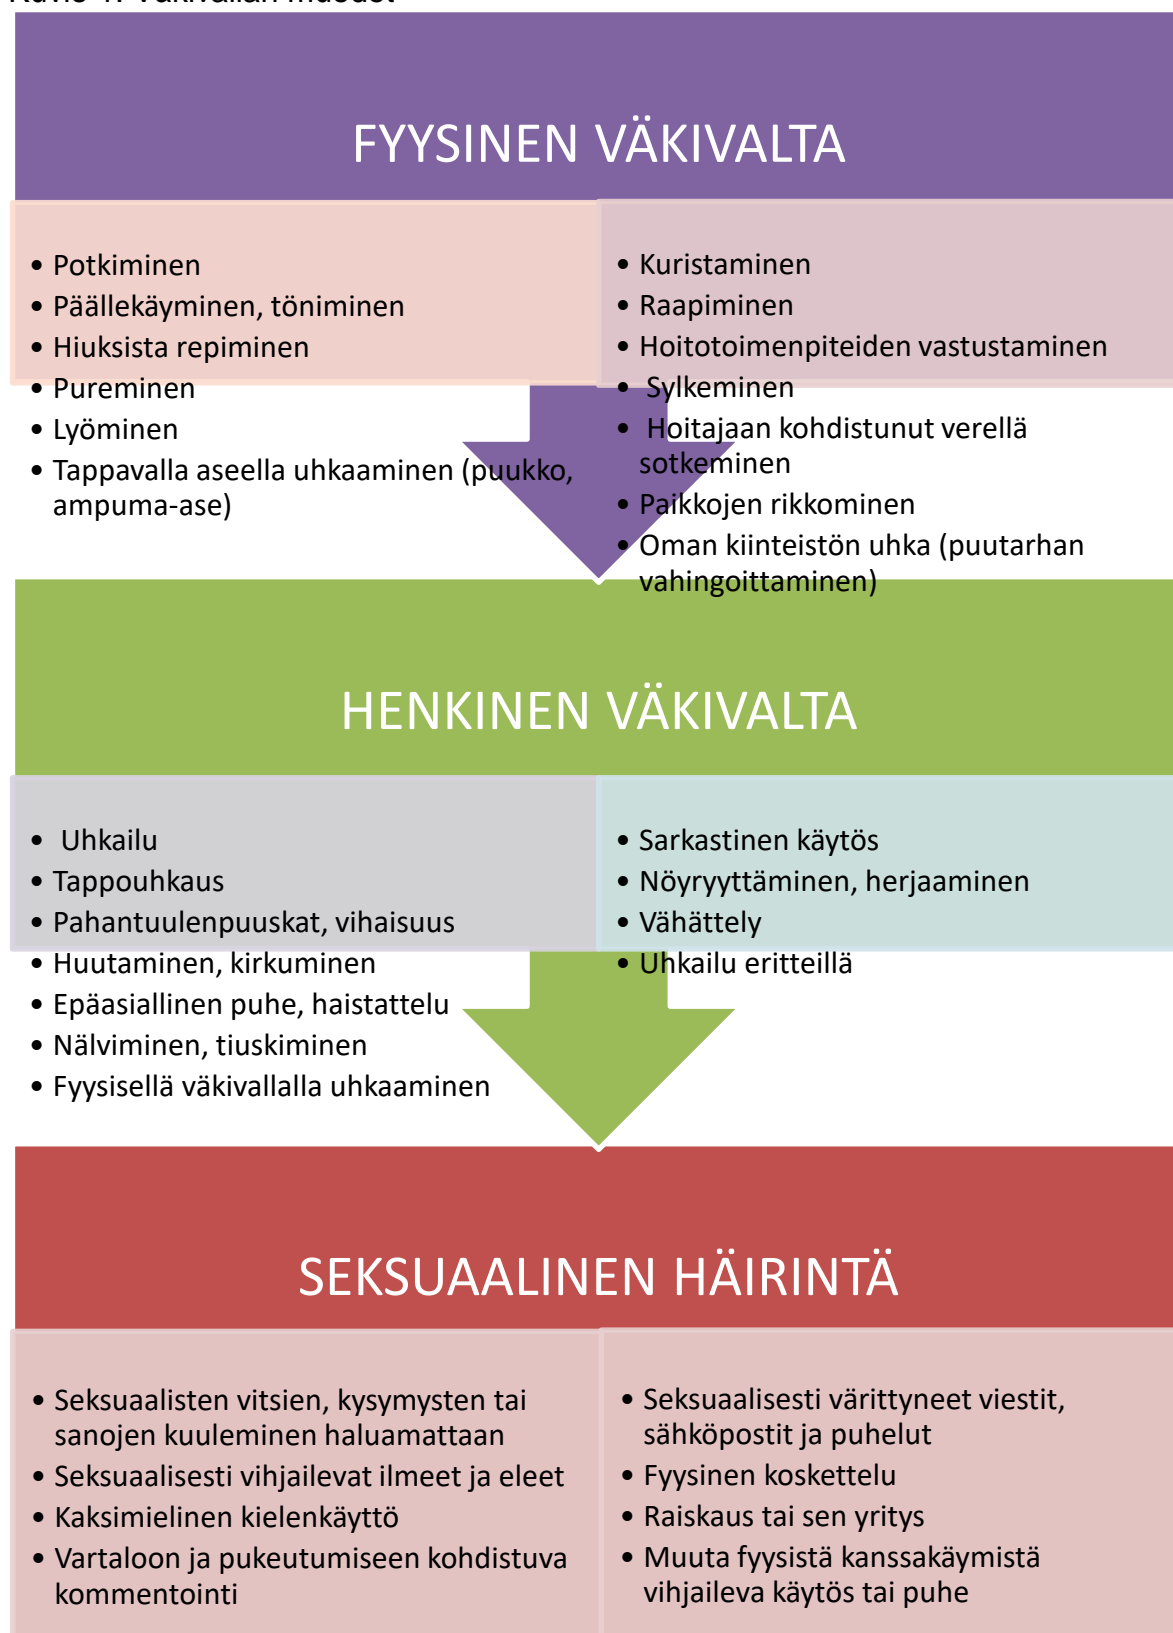 Kuvio 4. Väkivallan muodot
FYYSINEN VÄKIVALTA
• Potkiminen
• Päällekäyminen, töniminen
• Hiuksista repiminen
• Pureminen
• Lyöminen
• Tappavalla aseella uhkaaminen (puukko,
ampuma-ase)
• Kuristaminen
• Raapiminen
• Hoitotoimenpiteiden vastustaminen
• Sylkeminen
• Hoitajaan kohdistunut verellä
sotkeminen
• Paikkojen rikkominen
• Oman kiinteistön uhka (puutarhan
vahingoittaminen)
HENKINEN VÄKIVALTA
• Uhkailu
• Tappouhkaus
• Pahantuulenpuuskat, vihaisuus
• Huutaminen, kirkuminen
• Epäasiallinen puhe, haistattelu
• Nälviminen, tiuskiminen
• Fyysisellä väkivallalla uhkaaminen
• Sarkastinen käytös
• Nöyryyttäminen, herjaaminen
• Vähättely
• Uhkailu eritteillä
SEKSUAALINEN HÄIRINTÄ
• Seksuaalisten vitsien, kysymysten tai
sanojen kuuleminen haluamattaan
• Seksuaalisesti vihjailevat ilmeet ja eleet
• Kaksimielinen kielenkäyttö
• Vartaloon ja pukeutumiseen kohdistuva
kommentointi
• Seksuaalisesti värittyneet viestit,
sähköpostit ja puhelut
• Fyysinen koskettelu
• Raiskaus tai sen yritys
• Muuta fyysistä kanssakäymistä
vihjaileva käytös tai puhe